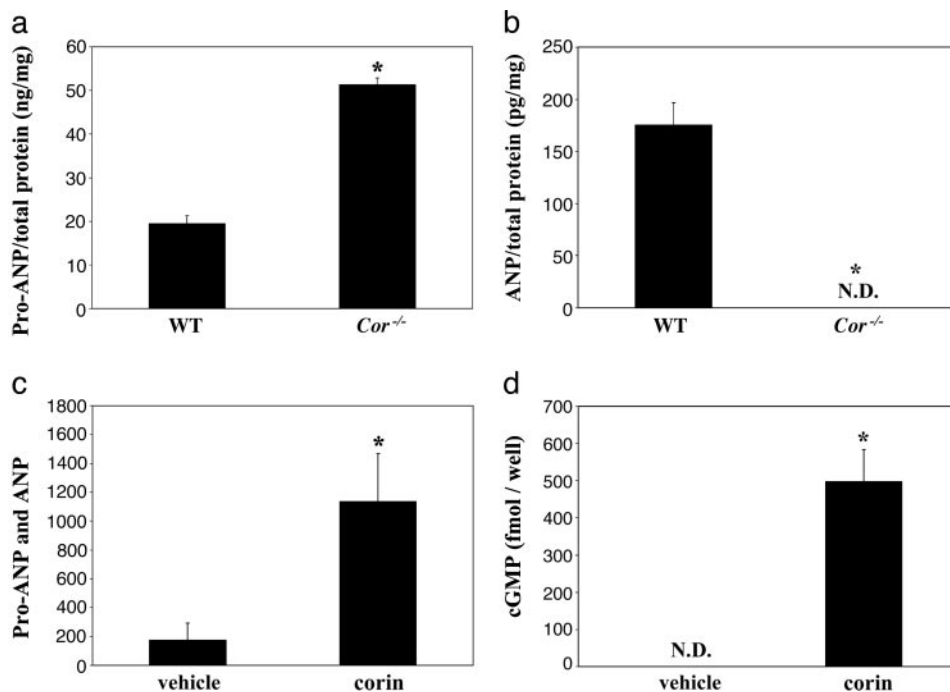 a
Pro-ANP/total protein (ng/mg)
60
50
40
30
20
10
0
*
WT
Cor -/-
b
ANP/total protein (pg/mg)
250
200
150
100
50
0
*
N.D.
WT
Cor -/-
c
Pro-ANP and ANP
1800
1600
1400
1200
1000
800
600
400
200
0
*
vehicle
corin
d
cGMP (fmol / well)
700
600
500
400
300
200
100
0
*
N.D.
vehicle
corin